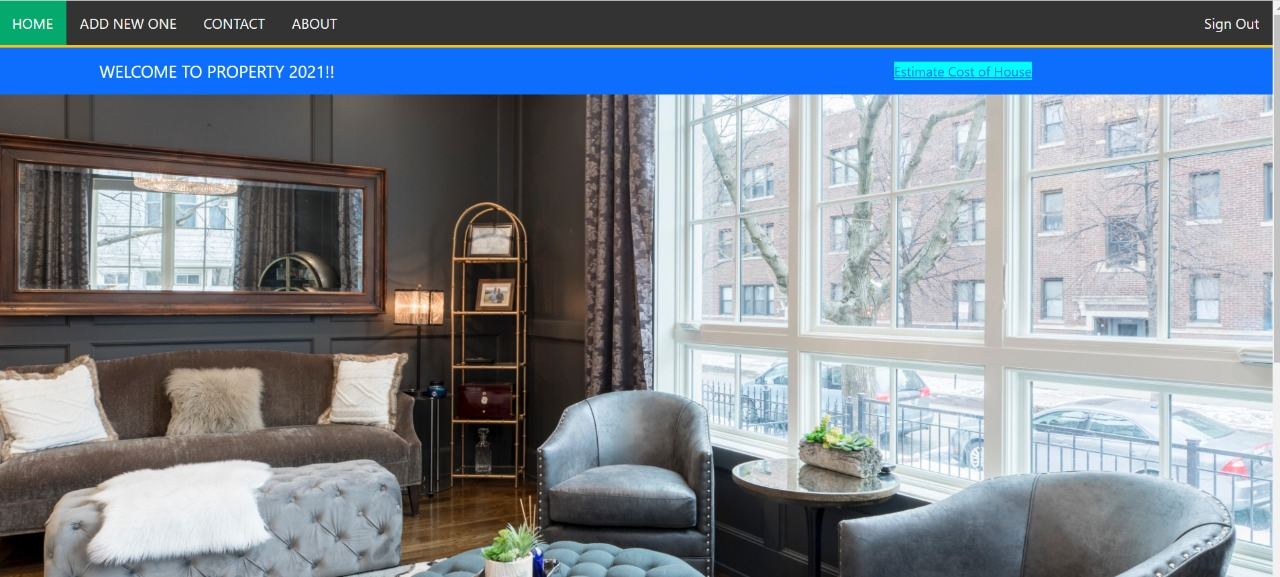 HOME ADD NEW ONE CONTACT ABOUT Sign Out
WELCOME TO PROPERTY 2021!! Estimate Cost of House